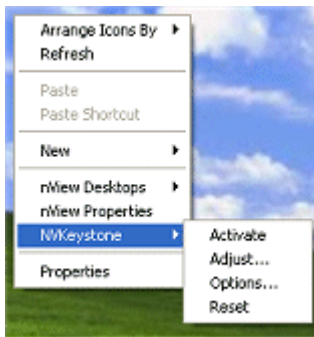 Arrange Icons By
Refresh
Paste
Paste Shortcut
New
nView Desktops
nView Properties
NVKeystone
Properties
Activate
Adjust...
Options...
Reset